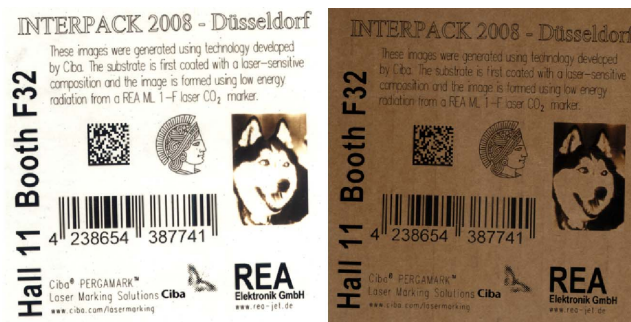 INTERPACK 2008 - Düsseldorf
These images were generated using technology developed
by Ciba. The substrate is first coated with a laser-sensitive
composition and the image is formed using low energy
radiation from a REA ML 1-F laser CO₂ marker.
Hall 11 Booth F32
4 238654 387741
Ciba® PERGAMARK™
Laser Marking Solutions Ciba
www.ciba.com/lasermarking
REA
Elektronik GmbH
www.rea-jet.de
INTERPACK 2008 - Düsseldorf
These images were generated using technology developed
by Ciba. The substrate is first coated with a laser-sensitive
composition and the image is formed using low energy
radiation from a REA ML 1-F laser CO₂ marker.
Hall 11 Booth F32
4 238654 387741
Ciba® PERGAMARK™
Laser Marking Solutions Ciba
www.ciba.com/lasermarking
REA
Elektronik GmbH
www.rea-jet.de